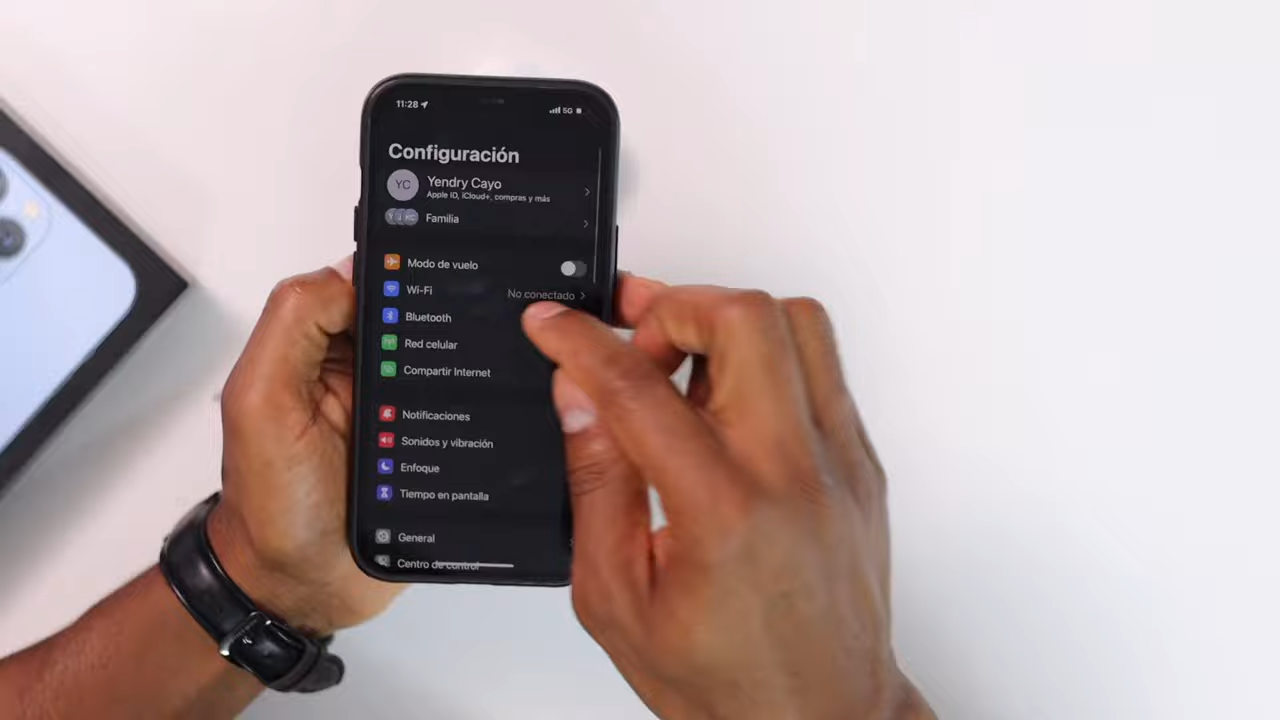 11:28
5G
Configuración
YC
Yendry Cayo
Apple ID, iCloud+, compras y más
Familia
Modo de vuelo
Wi-Fi
No conectado
Bluetooth
Red celular
Compartir Internet
Notificaciones
Sonidos y vibración
Enfoque
Tiempo en pantalla
General
Centro de control